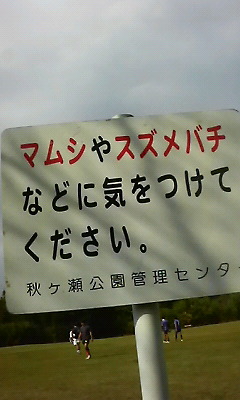 マムシやスズメバチ
などに気をつけて
ください。
秋ヶ瀬公園管理センター